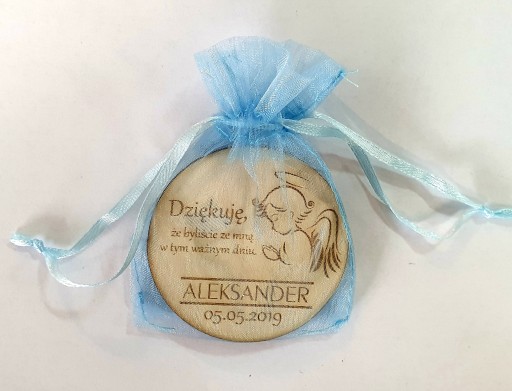 Dziękuję,
że byliście ze mną
w tym ważnym dniu
ALEKSANDER
05.05.2019